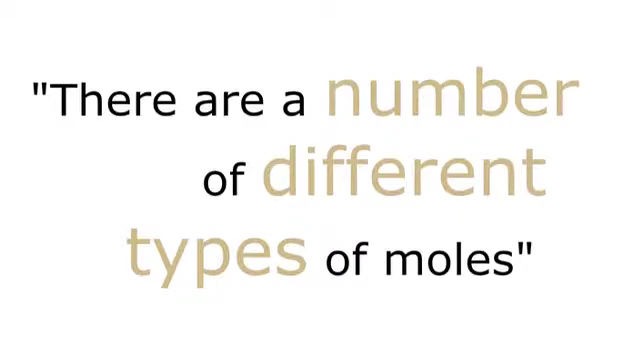 "There are a number
of different
types of moles"